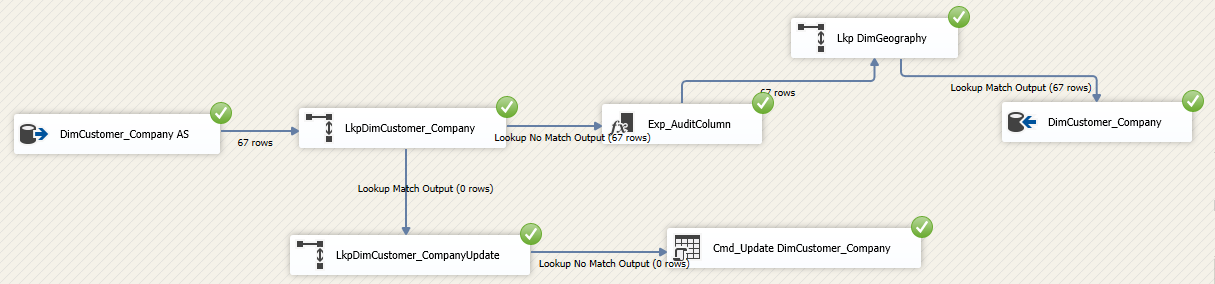 Lkp DimGeography
67 rows
Lookup Match Output (67 rows)
DimCustomer_Company AS
67 rows
LkpDimCustomer_Company
Lookup No Match Output (67 rows)
fx
Exp_AuditColumn
DimCustomer_Company
Lookup Match Output (0 rows)
LkpDimCustomer_CompanyUpdate
Lookup No Match Output (0 rows)
Cmd_Update DimCustomer_Company